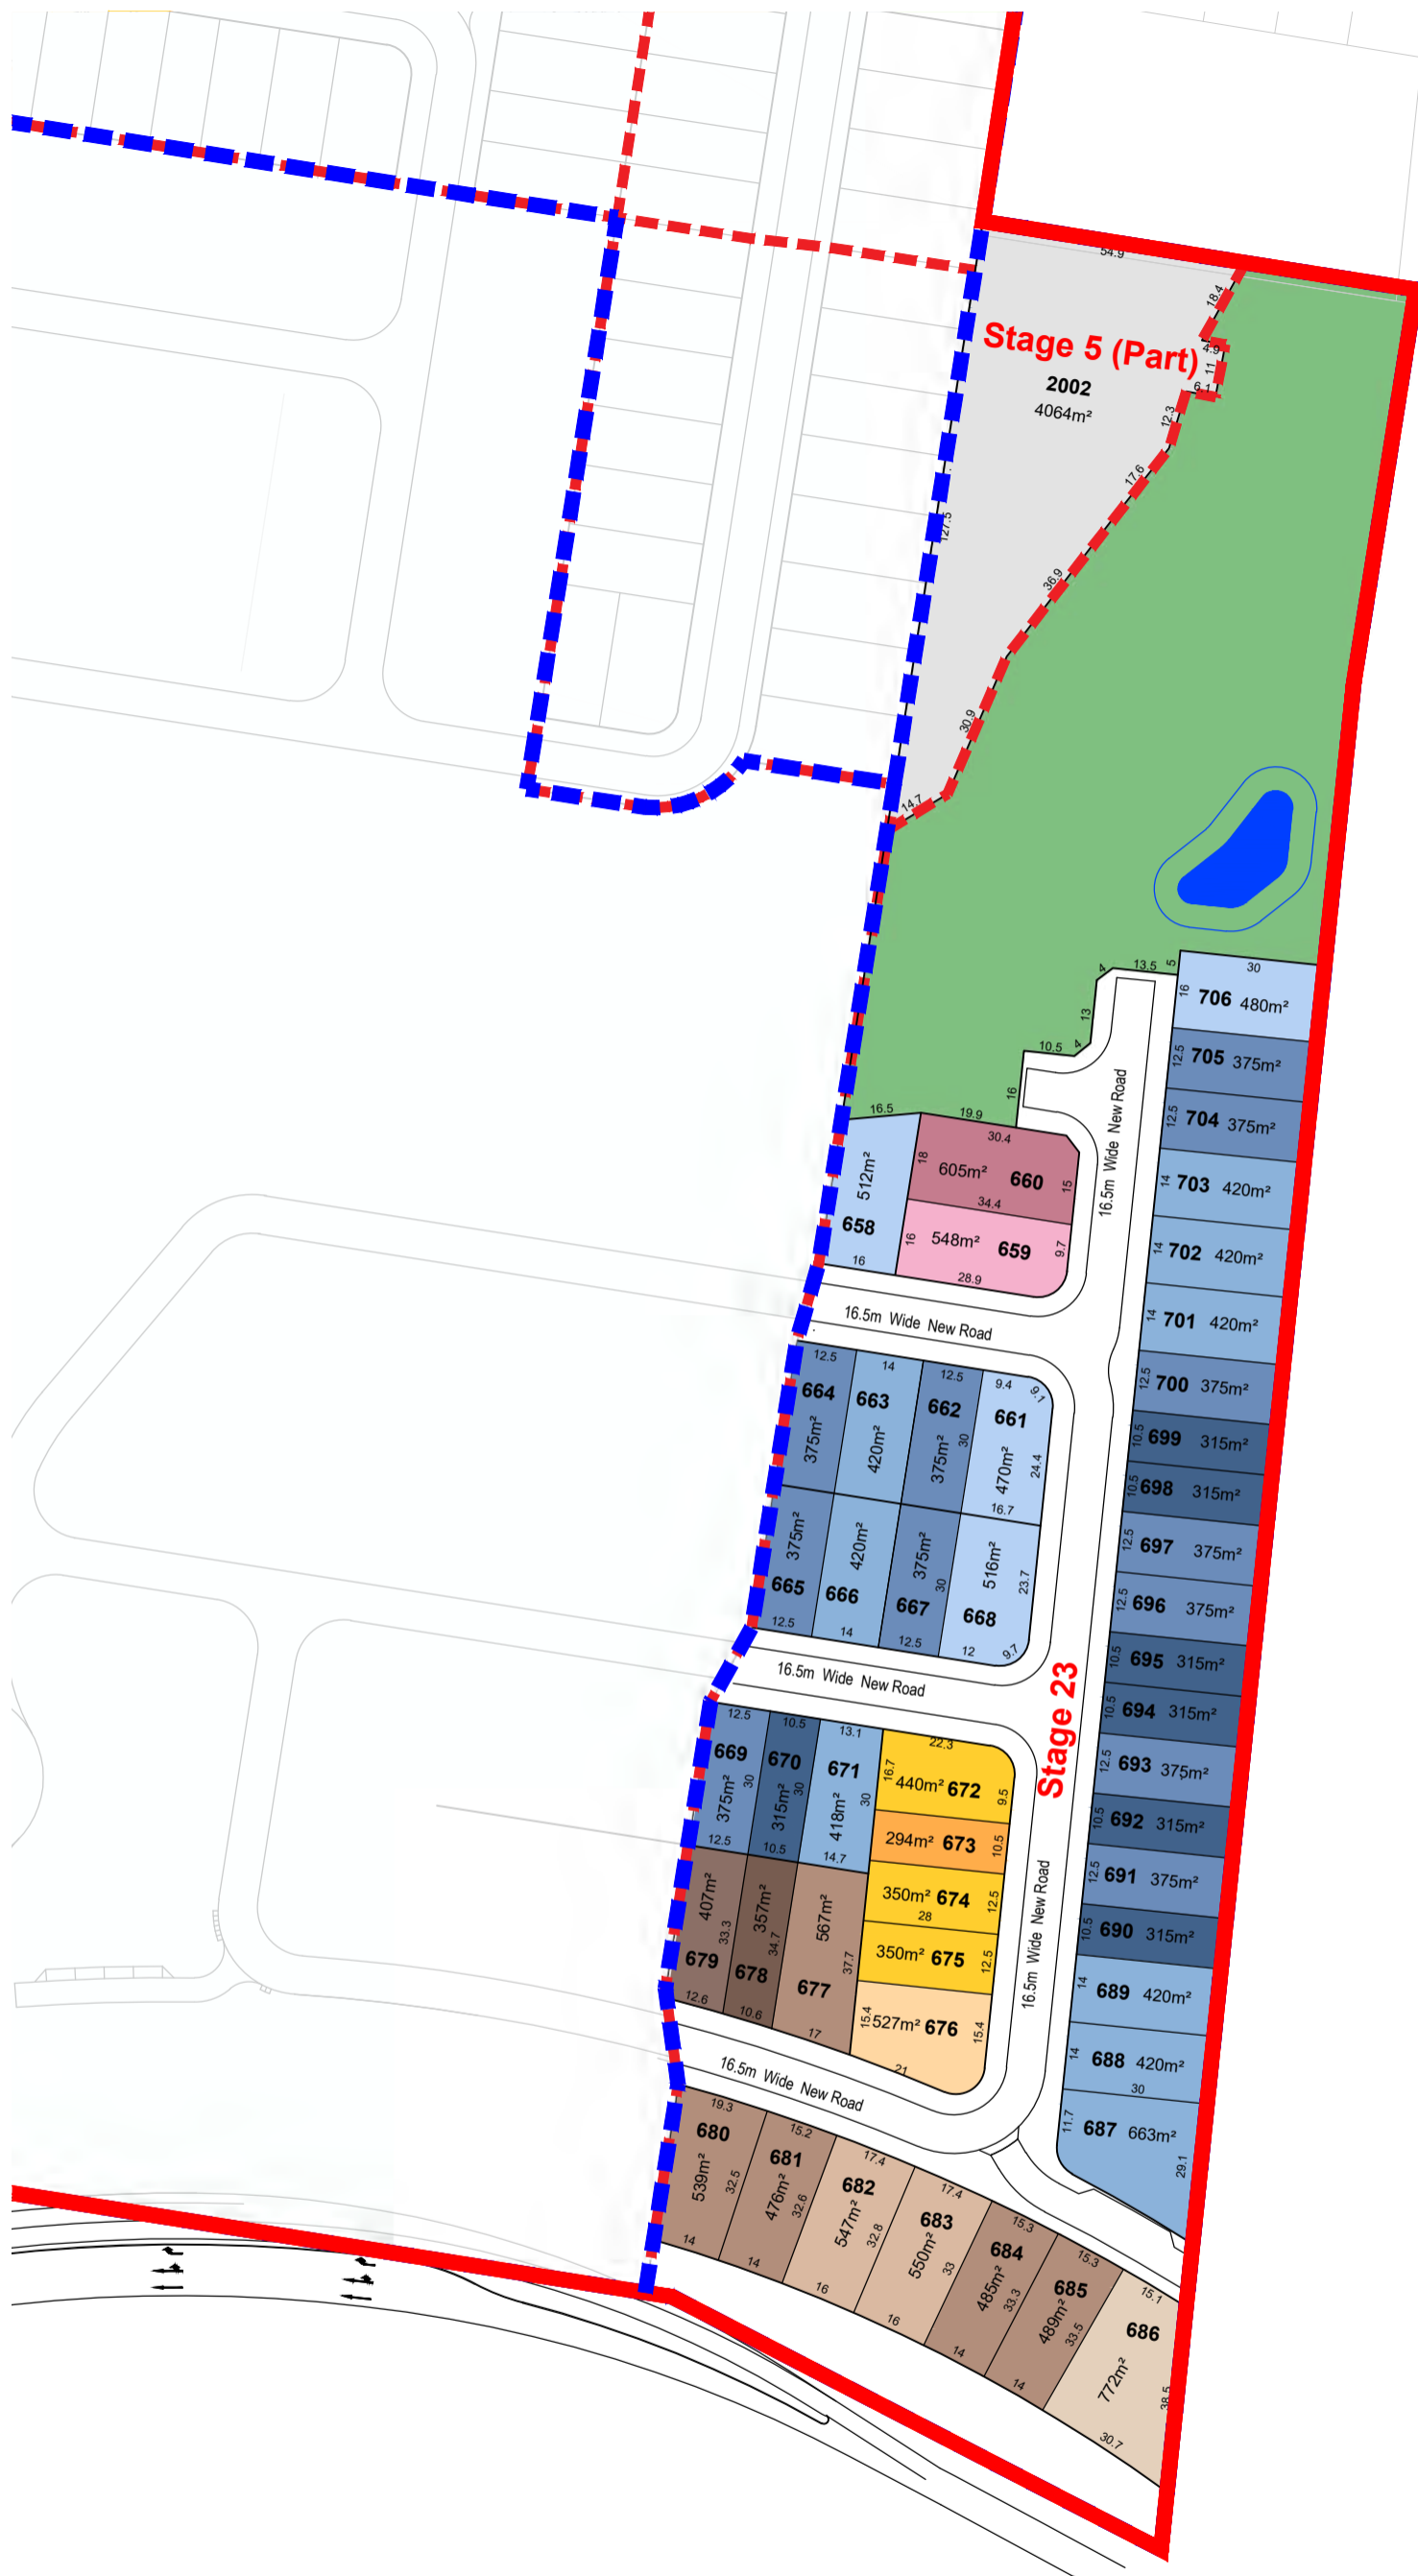 54.9
18.4
Stage 5 (Part)
4.9
11
6.1
2002
4064m²
12.3
17.6
127.5
36.9
30.9
14.7
13.5
5
4
30
16
706 480m²
13
10.5
4
12.5
705 375m²
16
12.5
704 375m²
16.5m Wide New Road
16.5
19.9
30.4
512m²
658
16
18
605m² 660
15
34.4
16
548m² 659
9.7
28.9
14
703 420m²
14
702 420m²
14
701 420m²
16.5m Wide New Road
12.5
664
375m²
14
663
420m²
12.5
662
375m²
30
9.4
9.1
661
470m²
24.4
16.7
12.5
700 375m²
10.5
699 315m²
10.5
698 315m²
375m²
665
12.5
420m²
666
14
375m²
30
667
12.5
516m²
23.7
668
12
9.7
12.5
697 375m²
12.5
696 375m²
16.5m Wide New Road
Stage 23
10.5
695 315m²
10.5
694 315m²
12.5
693 375m²
12.5
669
375m²
30
12.5
10.5
670
315m²
30
10.5
13.1
671
418m²
30
14.7
22.3
16.7
440m² 672
9.5
294m² 673
10.5
350m² 674
28
12.5
350m² 675
12.5
15.4
527m² 676
15.4
21
10.5
692 315m²
12.5
691 375m²
10.5
690 315m²
407m²
33.3
679
12.6
357m²
34.7
678
10.6
567m²
37.7
677
17
16.5m Wide New Road
14
689 420m²
14
688 420m²
30
11.7
687 663m²
29.1
16.5m Wide New Road
19.3
680
539m²
32.5
14
15.2
681
476m²
32.6
14
17.4
682
547m²
32.8
16
17.4
683
550m²
33
16
15.3
684
485m²
33.3
14
15.3
685
489m²
33.5
14
15.1
686
772m²
38.5
30.7